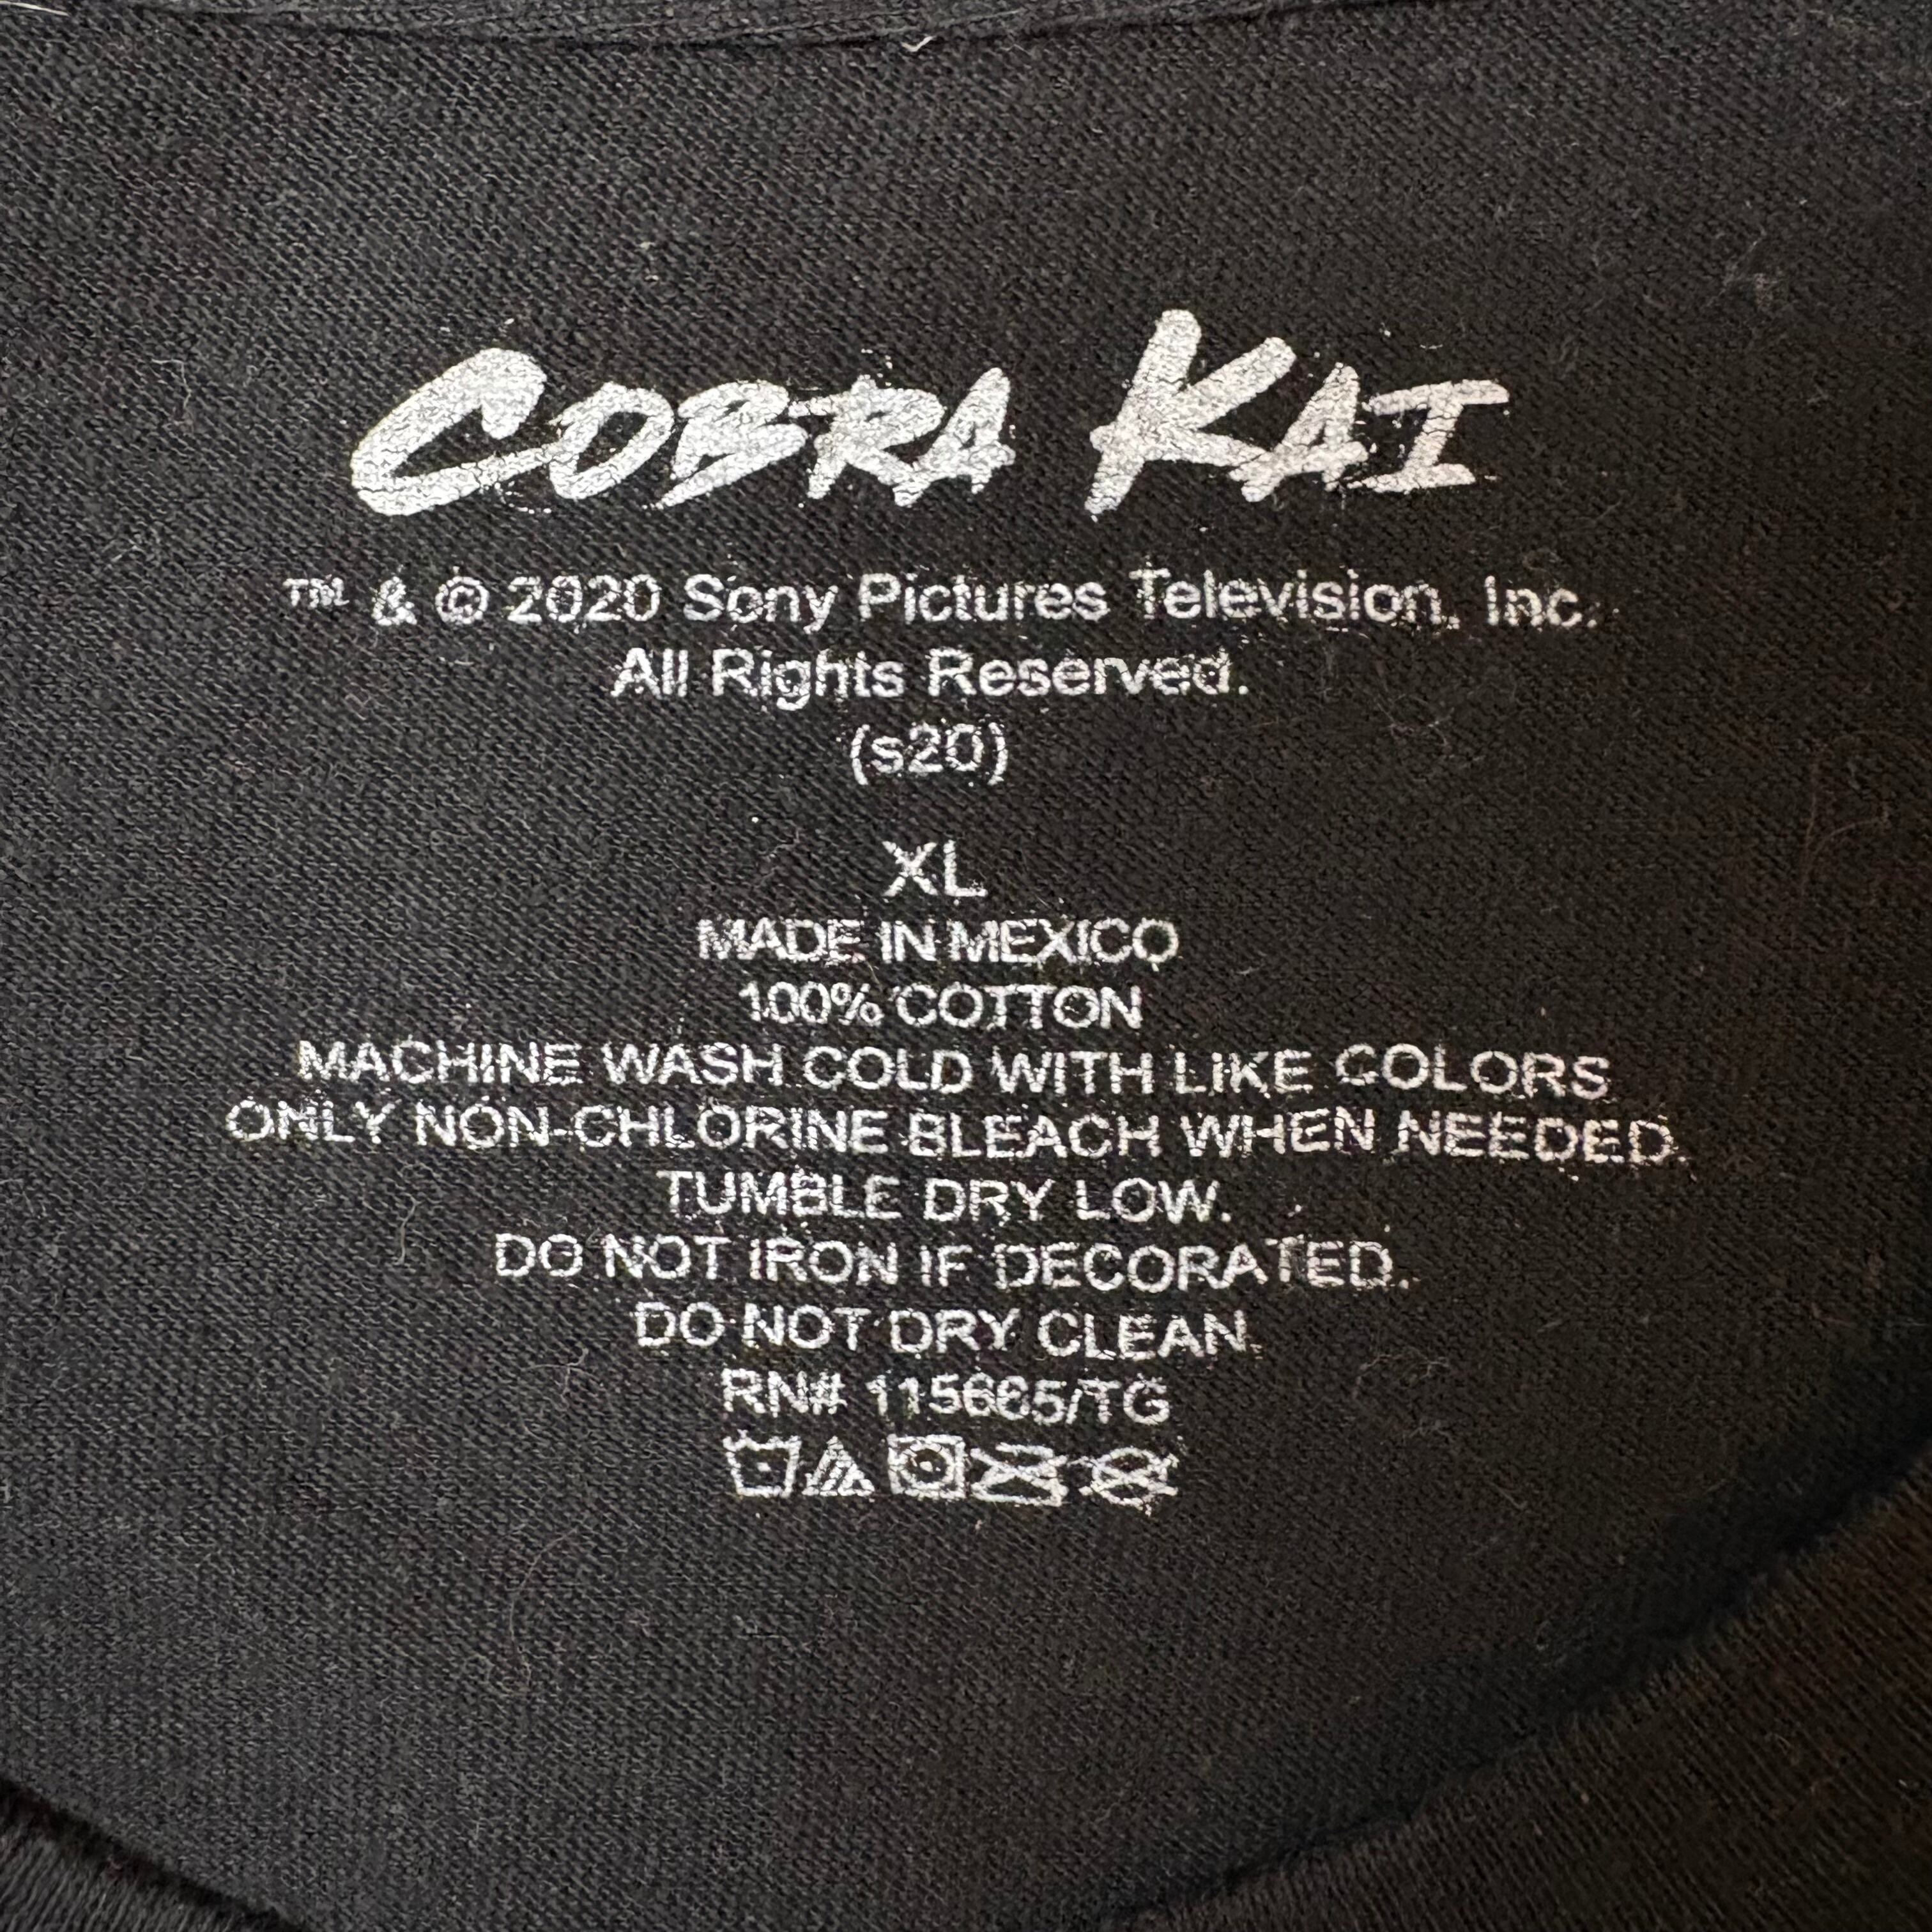 COBRA KAI
™ & © 2020 Sony Pictures Television, Inc.
All Rights Reserved.
(s20)
XL
MADE IN MEXICO
100% COTTON
MACHINE WASH COLD WITH LIKE COLORS
ONLY NON-CHLORINE BLEACH WHEN NEEDED.
TUMBLE DRY LOW.
DO NOT IRON IF DECORATED.
DO NOT DRY CLEAN.
RN# 115665/TG